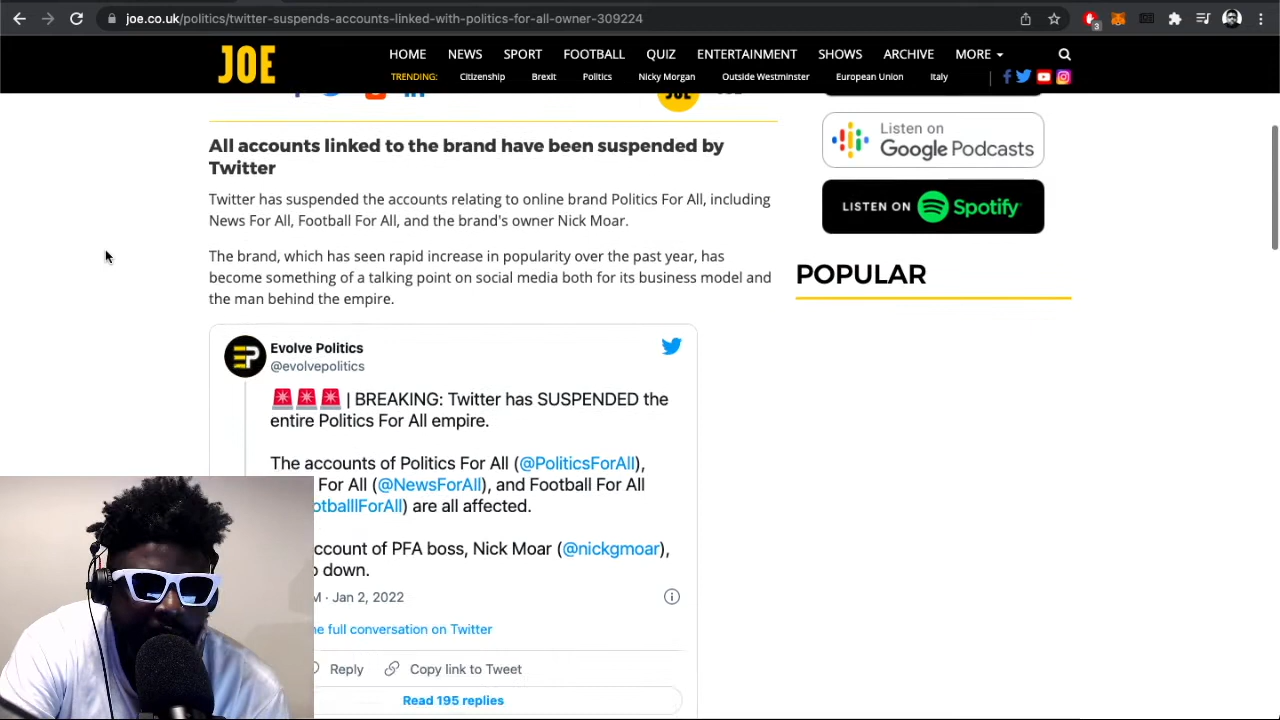 joe.co.uk/politics/twitter-suspends-accounts-linked-with-politics-for-all-owner-309224
3
JOE
HOME NEWS SPORT FOOTBALL QUIZ ENTERTAINMENT SHOWS ARCHIVE MORE
TRENDING: Citizenship Brexit Politics Nicky Morgan Outside Westminster European Union Italy
All accounts linked to the brand have been suspended by
Twitter
Twitter has suspended the accounts relating to online brand Politics For All, including
News For All, Football For All, and the brand's owner Nick Moar.
The brand, which has seen rapid increase in popularity over the past year, has
become something of a talking point on social media both for its business model and
the man behind the empire.
Evolve Politics
@evolvepolitics
🚨🚨🚨 | BREAKING: Twitter has SUSPENDED the
entire Politics For All empire.
The accounts of Politics For All (@PoliticsForAll),
For All (@NewsForAll), and Football For All
otballlForAll) are all affected.
ccount of PFA boss, Nick Moar (@nickgmoar),
down.
M · Jan 2, 2022
full conversation on Twitter
Reply Copy link to Tweet
Read 195 replies
Listen on
Google Podcasts
LISTEN ON Spotify
POPULAR